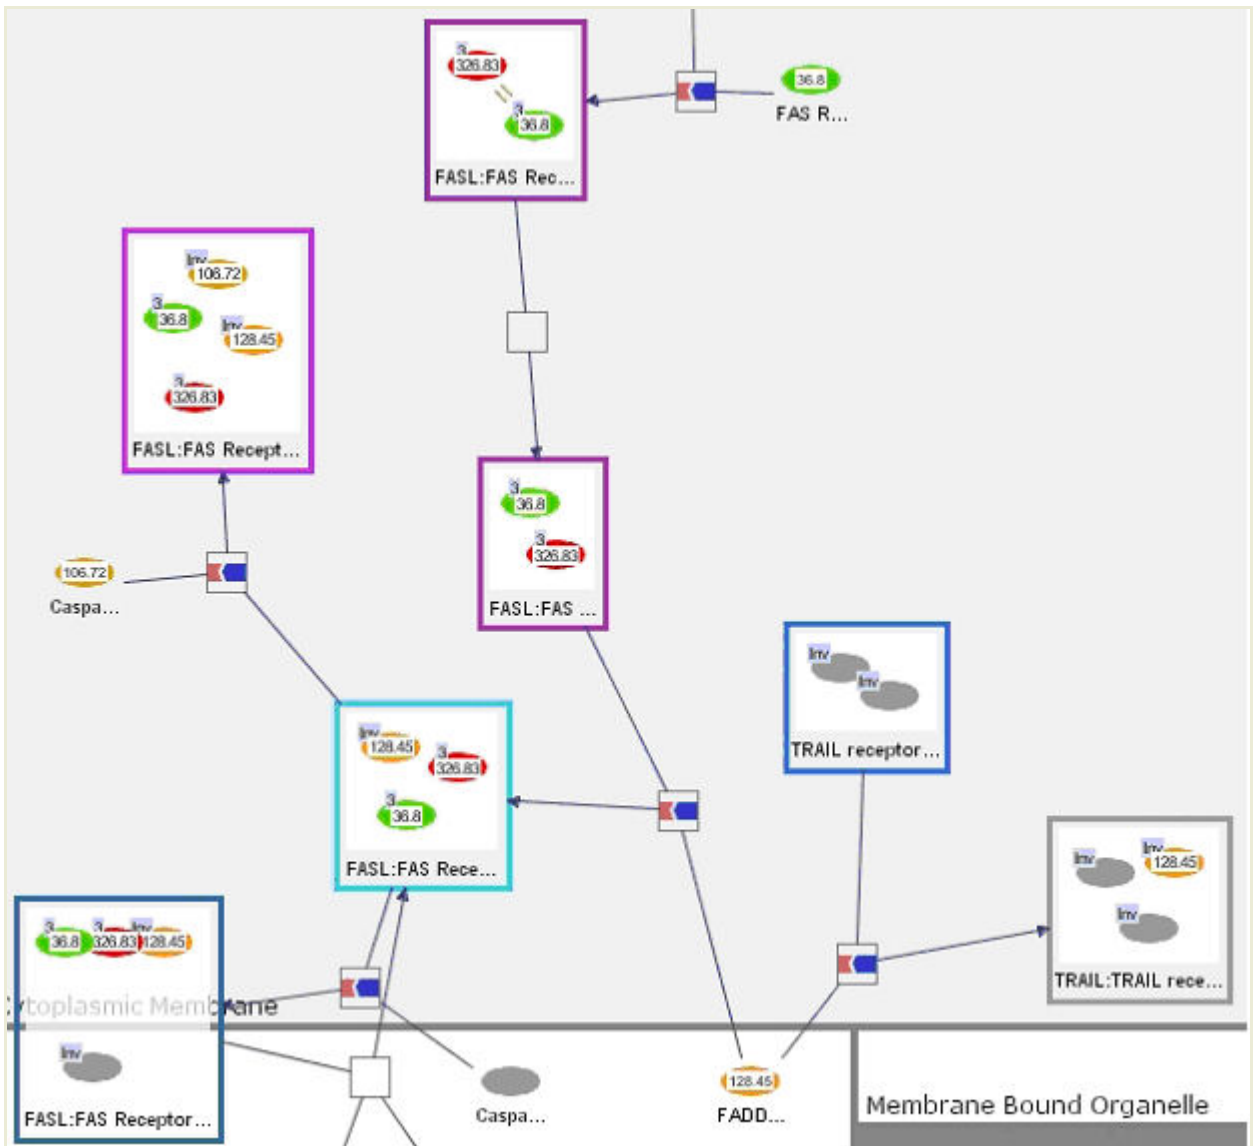 3
326.83
3
36.8
FASL:FAS Rec...
36.8
FAS R...
Inv
106.72
3
36.8
Inv
128.45
3
326.83
FASL:FAS Recept...
3
36.8
3
326.83
FASL:FAS ...
106.72
Caspa...
Inv
Inv
TRAIL receptor...
Inv
128.45
3
326.83
3
36.8
FASL:FAS Rece...
Inv
Inv
128.45
Inv
TRAIL:TRAIL rece...
3 3 Inv
36.8 326.83 128.45
Cytoplasmic Membrane
Inv
FASL:FAS Receptor...
Caspa...
128.45
FADD...
Membrane Bound Organelle